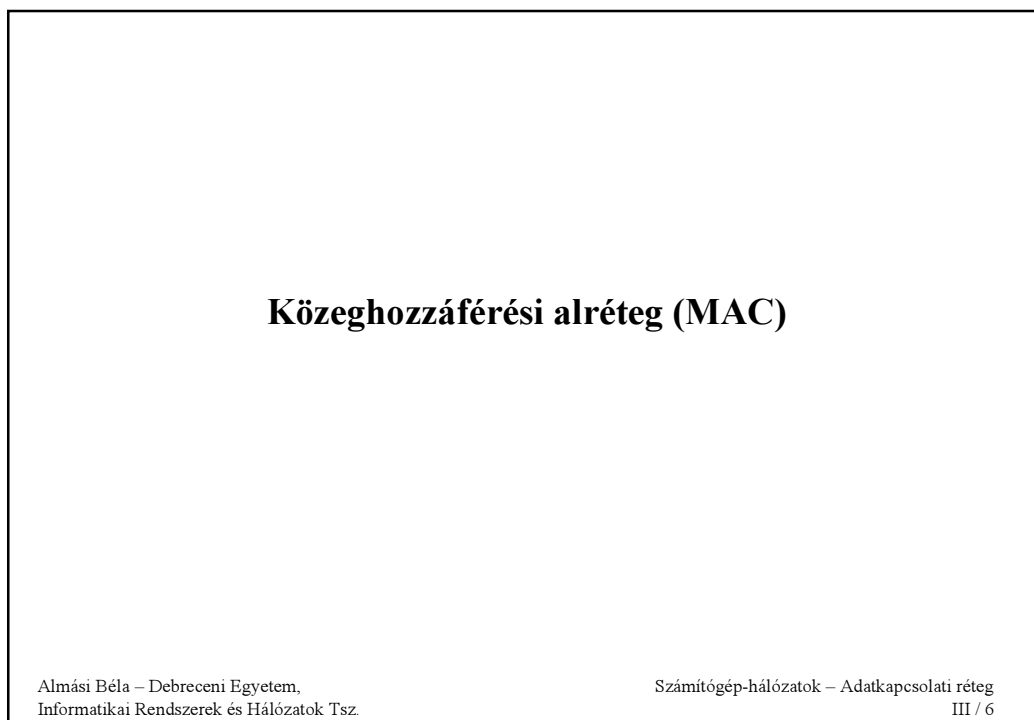 Közeghozzáférési alréteg (MAC)
Almási Béla – Debreceni Egyetem,
Informatikai Rendszerek és Hálózatok Tsz.
Számítógép-hálózatok – Adatkapcsolati réteg
III / 6